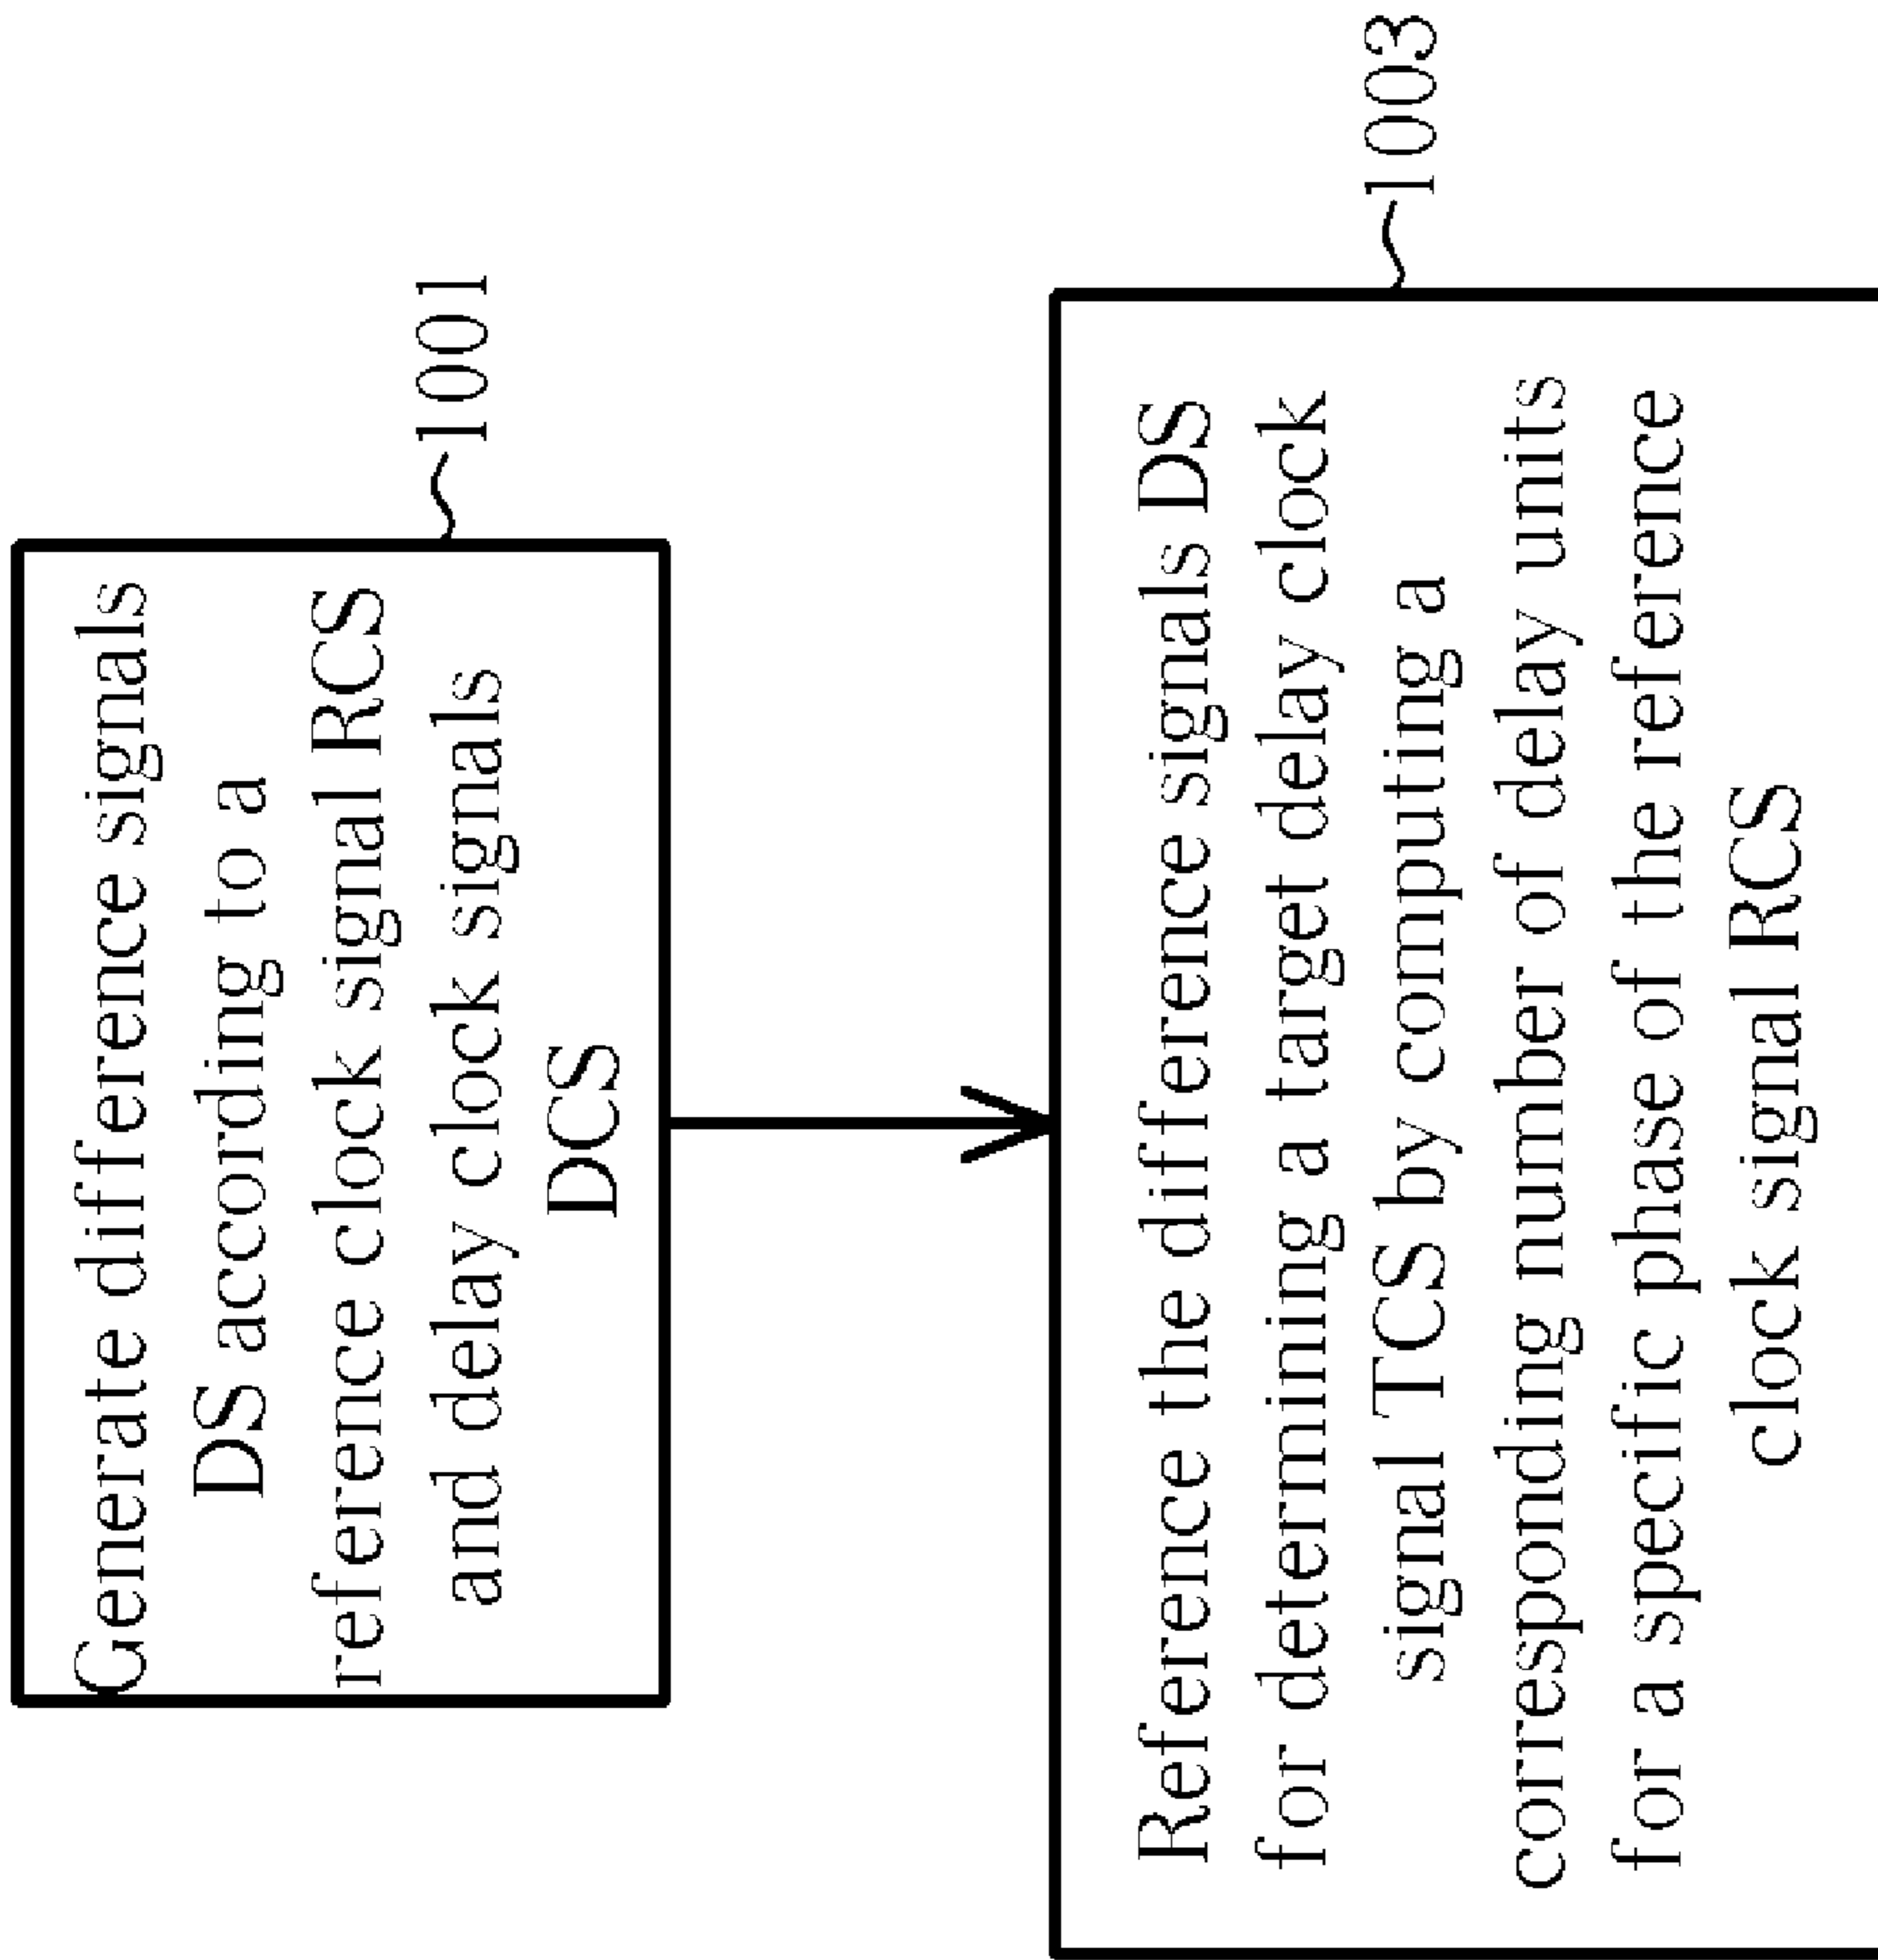 Generate difference signals
DS according to a
reference clock signal RCS
and delay clock signals
DCS
1001
Reference the difference signals DS
for determining a target delay clock
signal TCS by computing a
corresponding number of delay units
for a specific phase of the reference
clock signal RCS
1003